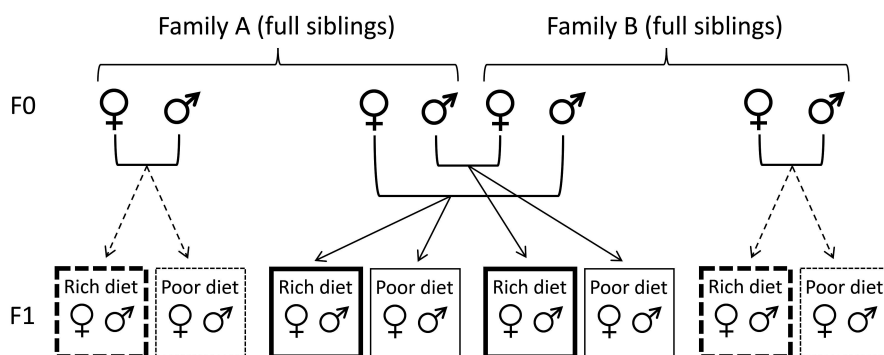 Family A (full siblings) Family B (full siblings)
F0
Rich diet Poor diet Rich diet Poor diet Rich diet Poor diet Rich diet Poor diet
F1